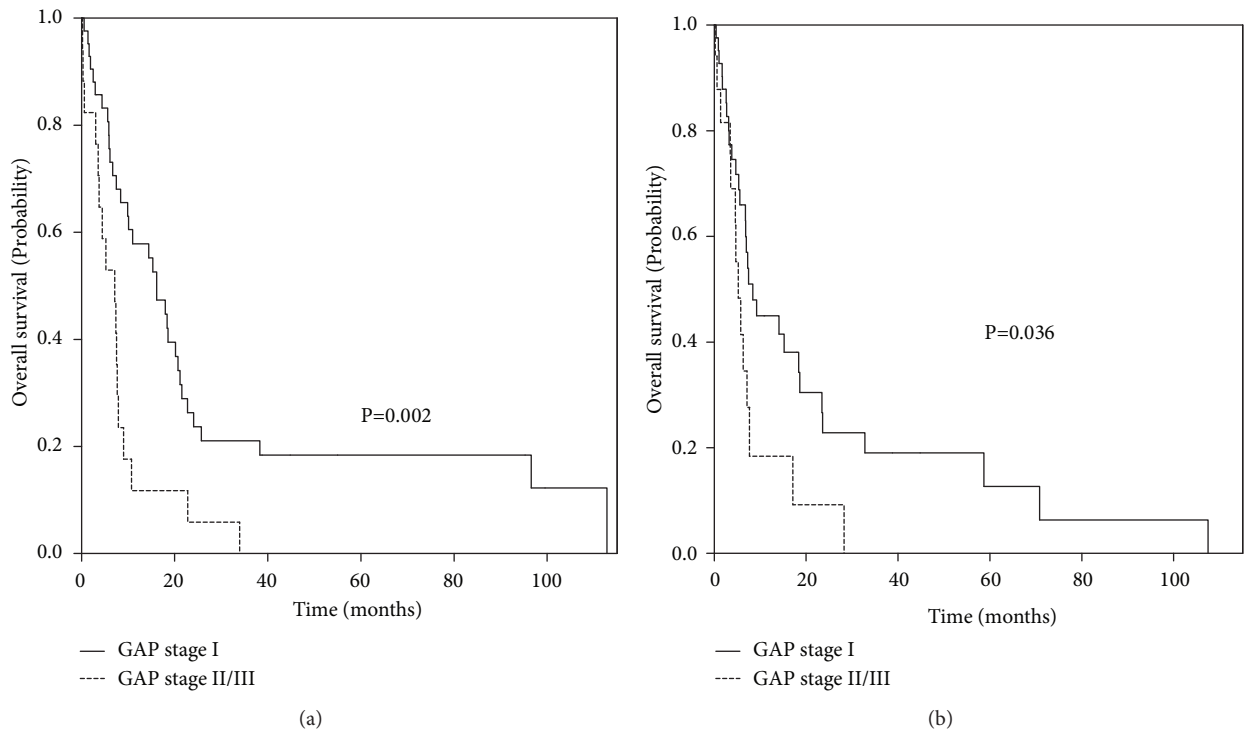 1.0
0.8
0.6
0.4
0.2
0.0
Overall survival (Probability)
P=0.002
0 20 40 60 80 100
Time (months)
GAP stage I
GAP stage II/III
(a)
1.0
0.8
0.6
0.4
0.2
0.0
Overall survival (Probability)
P=0.036
0 20 40 60 80 100
Time (months)
GAP stage I
GAP stage II/III
(b)